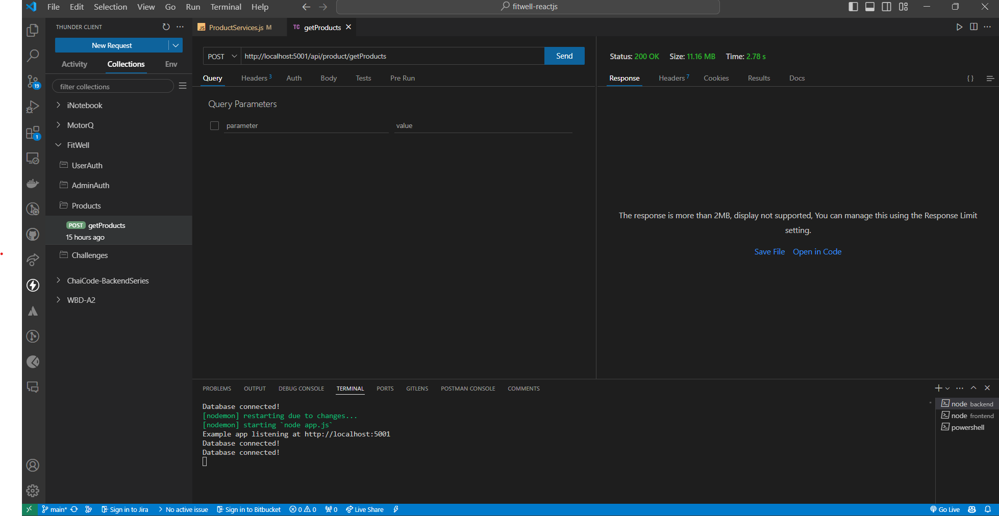 File Edit Selection View Go Run Terminal Help
fitwell-reactjs
THUNDER CLIENT
New Request
Activity Collections Env
filter collections
iNotebook
MotorQ
FitWell
UserAuth
AdminAuth
Products
POST getProducts
15 hours ago
Challenges
ChaiCode-BackendSeries
WBD-A2
19
1
JS ProductServices.js M
TC getProducts
POST http://localhost:5001/api/product/getProducts Send
Query Headers 3 Auth Body Tests Pre Run
Query Parameters
parameter value
Status: 200 OK Size: 11.16 MB Time: 2.78 s
Response Headers 7 Cookies Results Docs { }
The response is more than 2MB, display not supported, You can manage this using the Response Limit
setting.
Save File Open in Code
PROBLEMS OUTPUT DEBUG CONSOLE TERMINAL PORTS GITLENS POSTMAN CONSOLE COMMENTS
Database connected!
[nodemon] restarting due to changes...
[nodemon] starting `node app.js`
Example app listening at http://localhost:5001
Database connected!
Database connected!
node backend
node frontend
powershell
main* Sign in to Jira No active issue Sign in to Bitbucket 0 0 0 Live Share Go Live